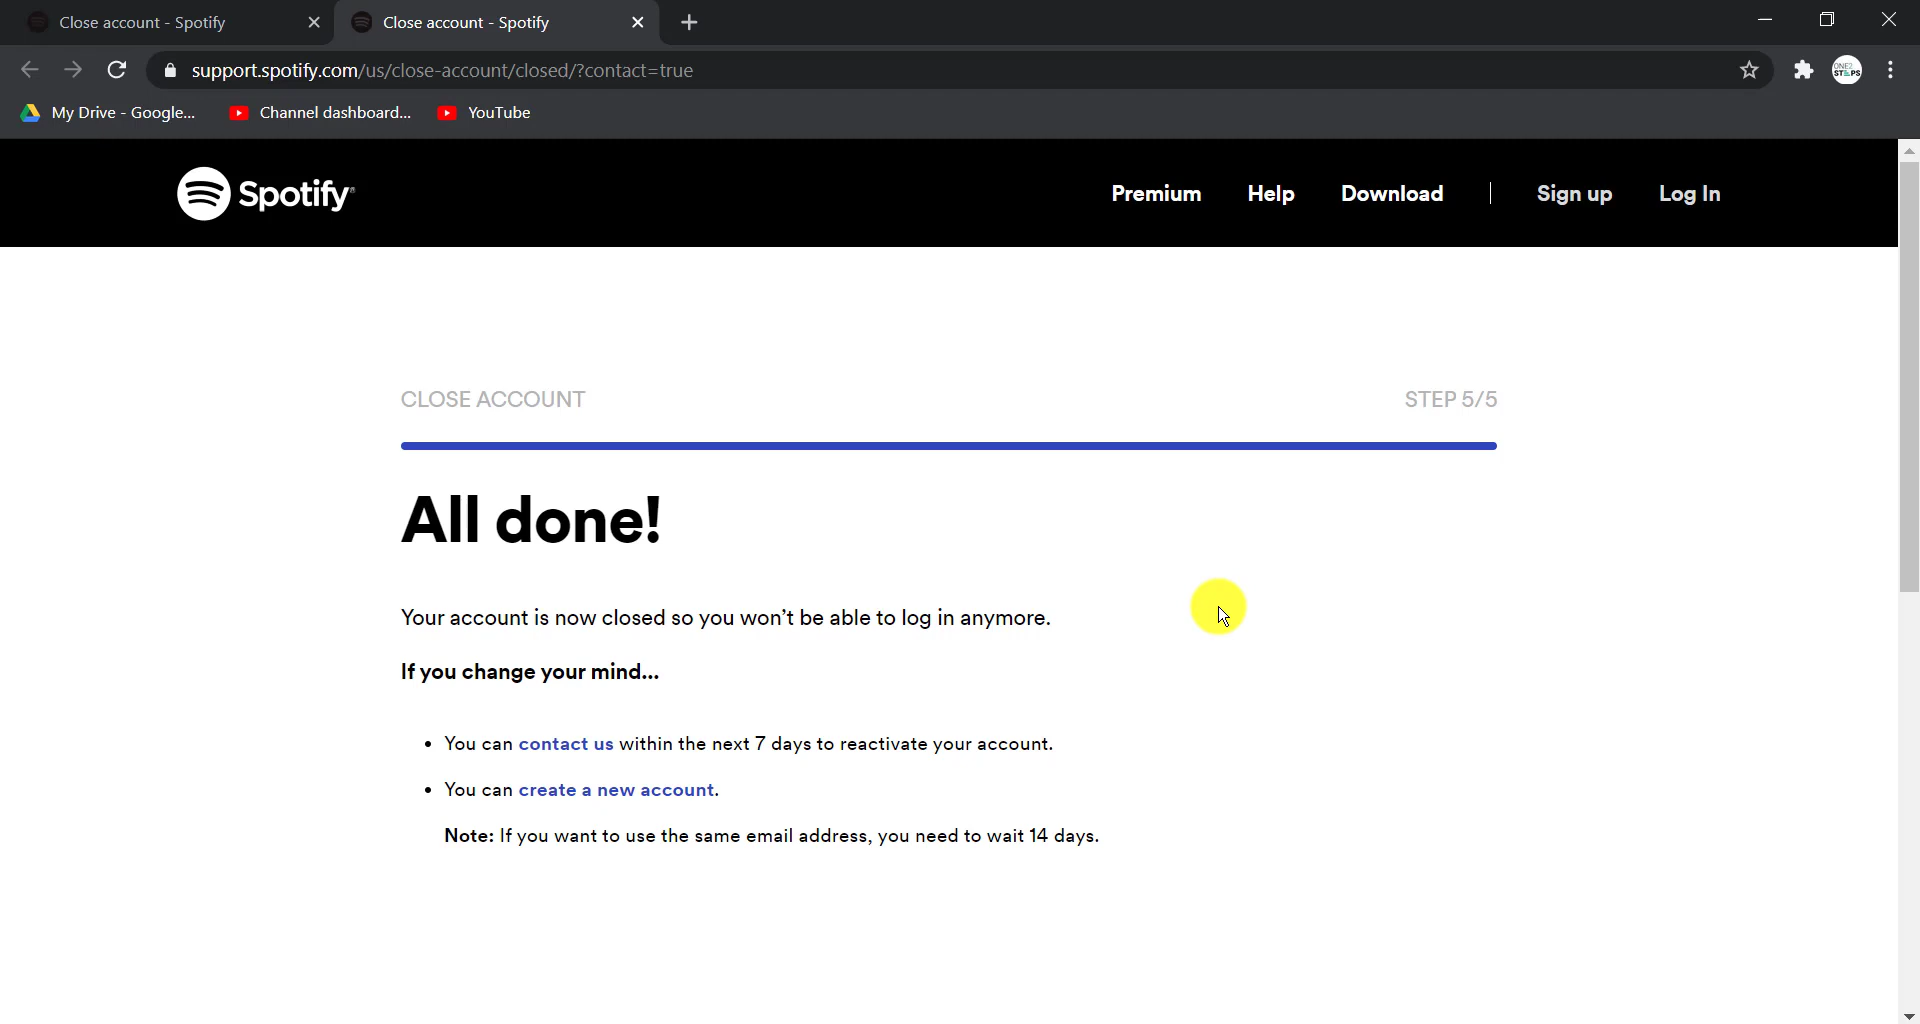 Close account - Spotify
Close account - Spotify
support.spotify.com/us/close-account/closed/?contact=true
ONE2
STEPS
My Drive - Google...
Channel dashboard...
YouTube
Spotify
Premium
Help
Download
Sign up
Log In
CLOSE ACCOUNT
STEP 5/5
All done!
Your account is now closed so you won’t be able to log in anymore.
If you change your mind...
• You can contact us within the next 7 days to reactivate your account.
• You can create a new account.
Note: If you want to use the same email address, you need to wait 14 days.